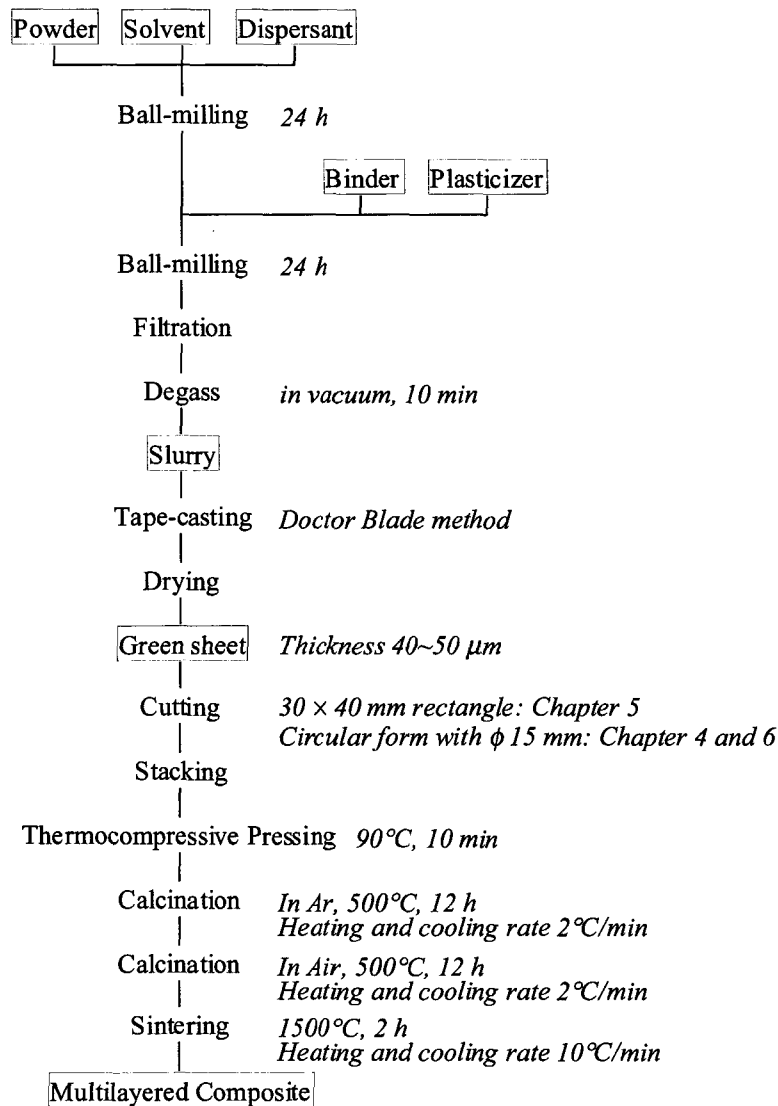 Powder Solvent Dispersant
Ball-milling 24 h
Binder Plasticizer
Ball-milling 24 h
Filtration
Degass in vacuum, 10 min
Slurry
Tape-casting Doctor Blade method
Drying
Green sheet Thickness 40~50 μm
Cutting 30 × 40 mm rectangle: Chapter 5
Circular form with ϕ 15 mm: Chapter 4 and 6
Stacking
Thermocompressive Pressing 90°C, 10 min
Calcination In Ar, 500°C, 12 h
Heating and cooling rate 2°C/min
Calcination In Air, 500°C, 12 h
Heating and cooling rate 2°C/min
Sintering 1500°C, 2 h
Heating and cooling rate 10°C/min
Multilayered Composite